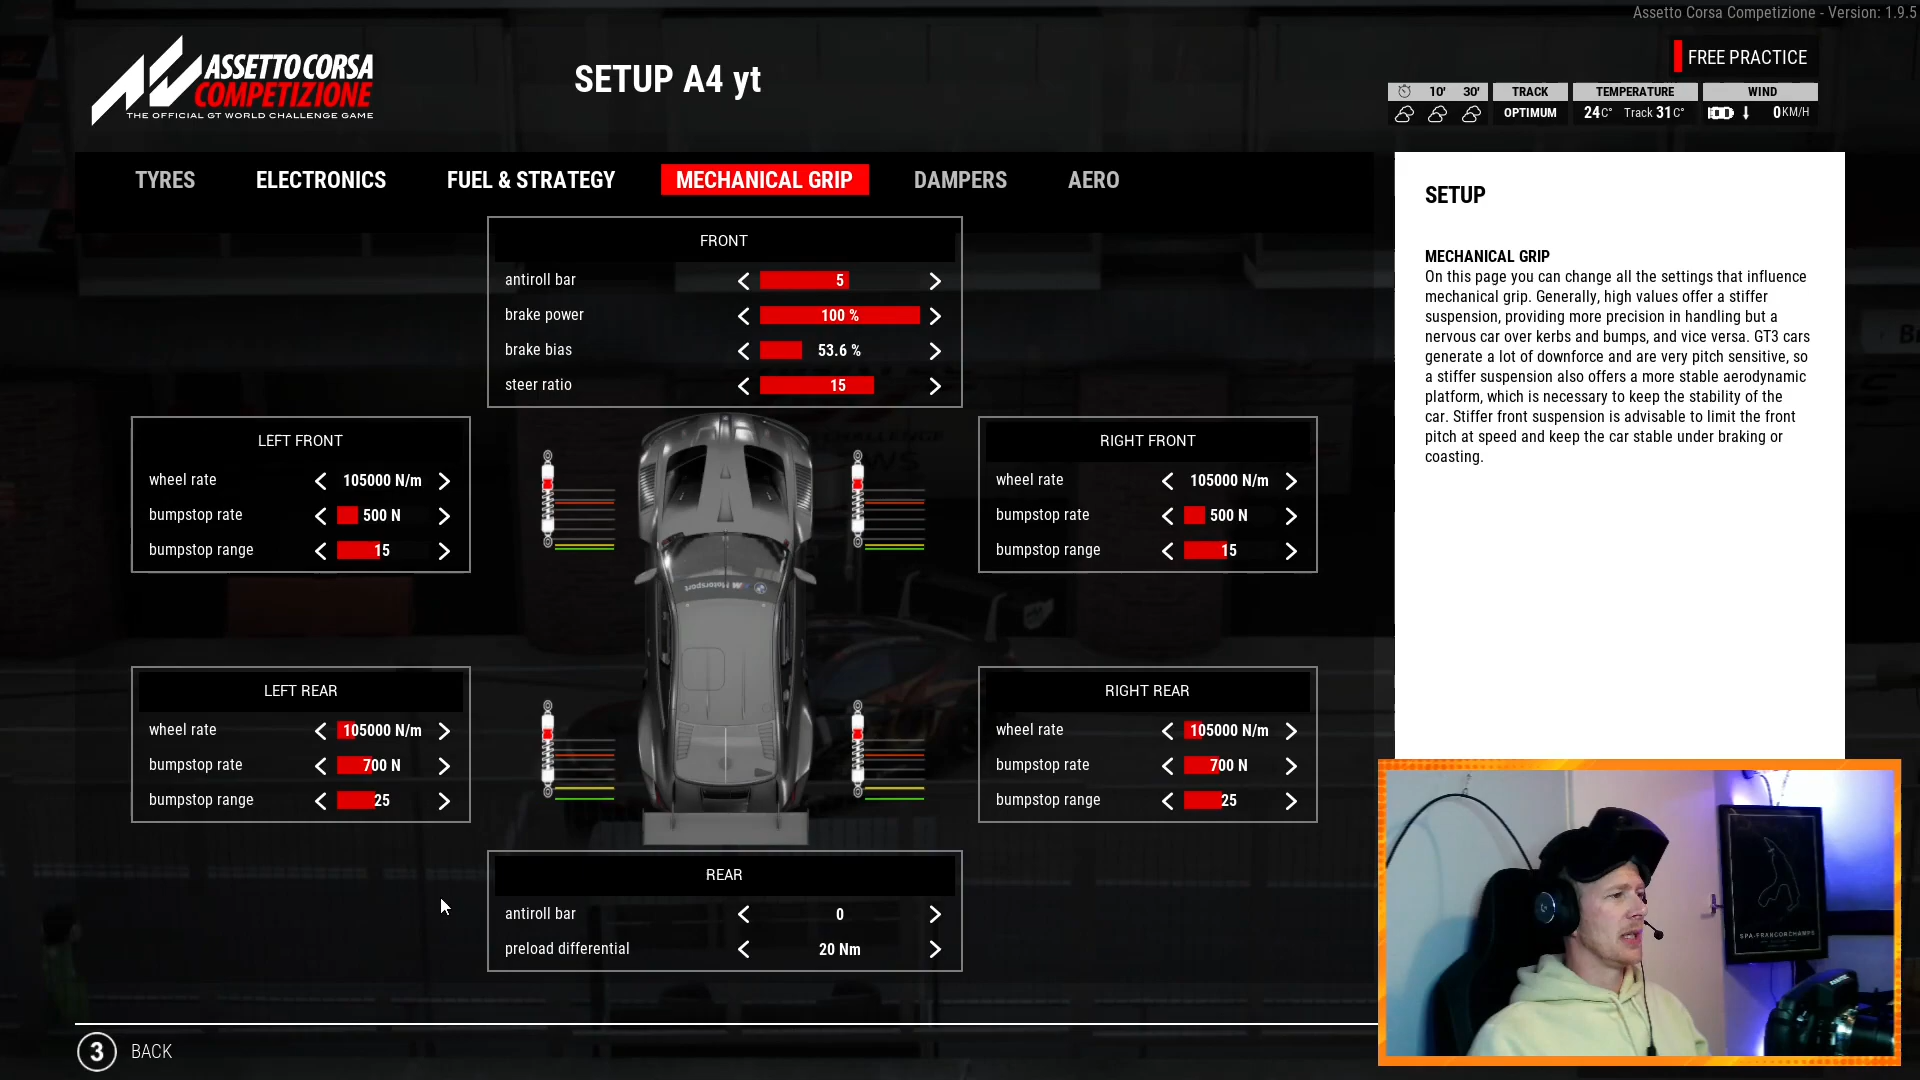 Assetto Corsa Competizione - Version: 1.9.5
ASSETTO CORSA
COMPETIZIONE
THE OFFICIAL GT WORLD CHALLENGE GAME
SETUP A4 yt
FREE PRACTICE
10' 30' TRACK TEMPERATURE WIND
OPTIMUM 24C° Track 31C° 0KM/H
TYRES ELECTRONICS FUEL & STRATEGY MECHANICAL GRIP DAMPERS AERO
FRONT
antiroll bar 5
brake power 100 %
brake bias 53.6 %
steer ratio 15
LEFT FRONT
wheel rate 105000 N/m
bumpstop rate 500 N
bumpstop range 15
RIGHT FRONT
wheel rate 105000 N/m
bumpstop rate 500 N
bumpstop range 15
M Motorsport
LEFT REAR
wheel rate 105000 N/m
bumpstop rate 700 N
bumpstop range 25
RIGHT REAR
wheel rate 105000 N/m
bumpstop rate 700 N
bumpstop range 25
REAR
antiroll bar 0
preload differential 20 Nm
3 BACK
SETUP
MECHANICAL GRIP
On this page you can change all the settings that influence
mechanical grip. Generally, high values offer a stiffer
suspension, providing more precision in handling but a
nervous car over kerbs and bumps, and vice versa. GT3 cars
generate a lot of downforce and are very pitch sensitive, so
a stiffer suspension also offers a more stable aerodynamic
platform, which is necessary to keep the stability of the
car. Stiffer front suspension is advisable to limit the front
pitch at speed and keep the car stable under braking or
coasting.
SPA-FRANCORCHAMPS